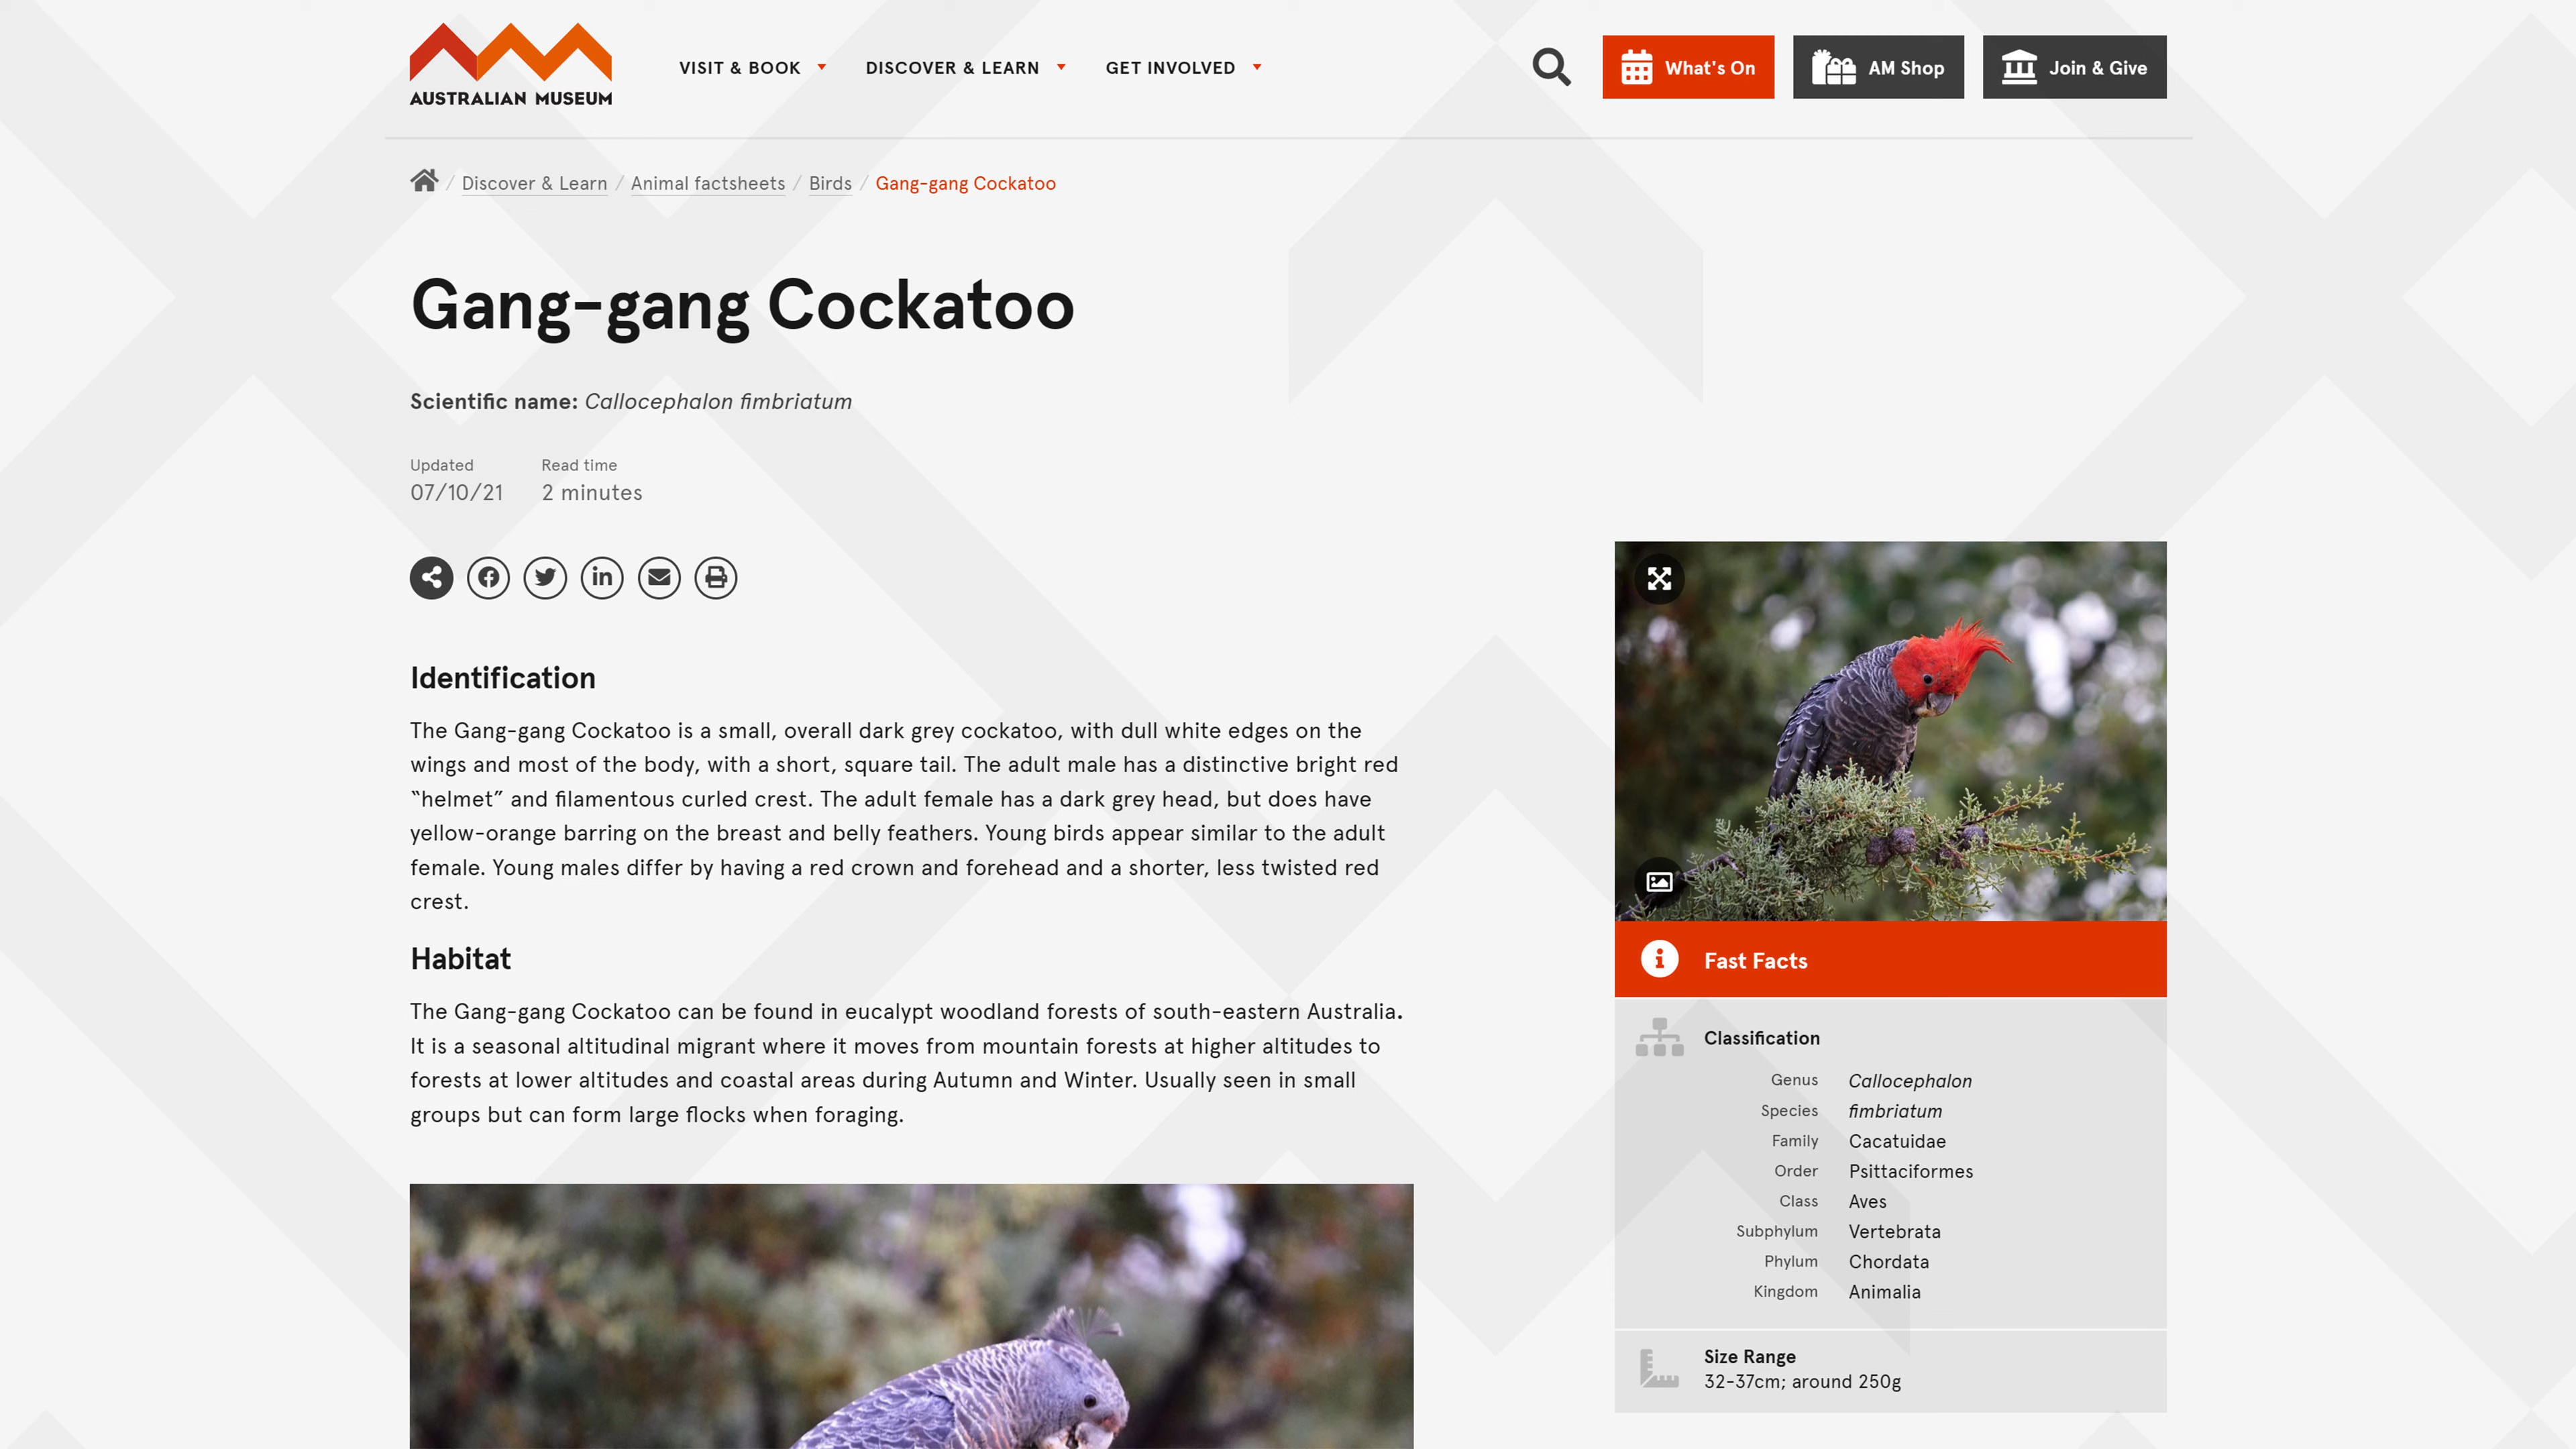 AUSTRALIAN MUSEUM
VISIT & BOOK
DISCOVER & LEARN
GET INVOLVED
What's On
AM Shop
Join & Give
/ Discover & Learn / Animal factsheets / Birds / Gang-gang Cockatoo
Gang-gang Cockatoo
Scientific name: Callocephalon fimbriatum
Updated
07/10/21
Read time
2 minutes
Identification
The Gang-gang Cockatoo is a small, overall dark grey cockatoo, with dull white edges on the
wings and most of the body, with a short, square tail. The adult male has a distinctive bright red
“helmet” and filamentous curled crest. The adult female has a dark grey head, but does have
yellow-orange barring on the breast and belly feathers. Young birds appear similar to the adult
female. Young males differ by having a red crown and forehead and a shorter, less twisted red
crest.
Habitat
The Gang-gang Cockatoo can be found in eucalypt woodland forests of south-eastern Australia.
It is a seasonal altitudinal migrant where it moves from mountain forests at higher altitudes to
forests at lower altitudes and coastal areas during Autumn and Winter. Usually seen in small
groups but can form large flocks when foraging.
Fast Facts
Classification
Genus Callocephalon
Species fimbriatum
Family Cacatuidae
Order Psittaciformes
Class Aves
Subphylum Vertebrata
Phylum Chordata
Kingdom Animalia
Size Range
32-37cm; around 250g